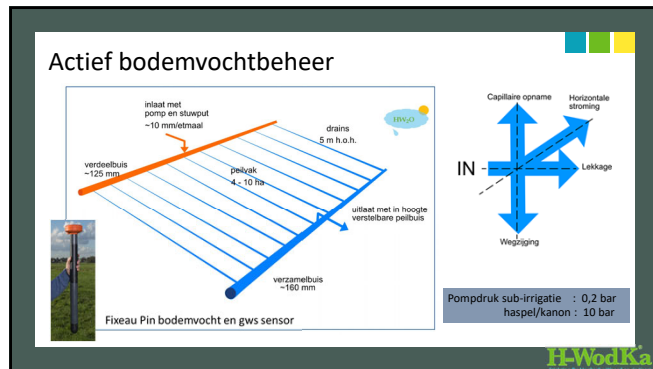 Actief bodemvochtbeheer
inlaat met
pomp en stuwput
~10 mm/etmaal
drains
5 m h.o.h.
verdeelbuis
~125 mm
peilvak
4 - 10 ha
uitlaat met in hoogte
verstelbare peilbuis
verzamelbuis
~160 mm
Fixeau Pin bodemvocht en gws sensor
Capillaire opname
Horizontale
stroming
IN
Lekkage
Wegzijging
Pompdruk sub-irrigatie : 0,2 bar
haspel/kanon : 10 bar
H-WodKa